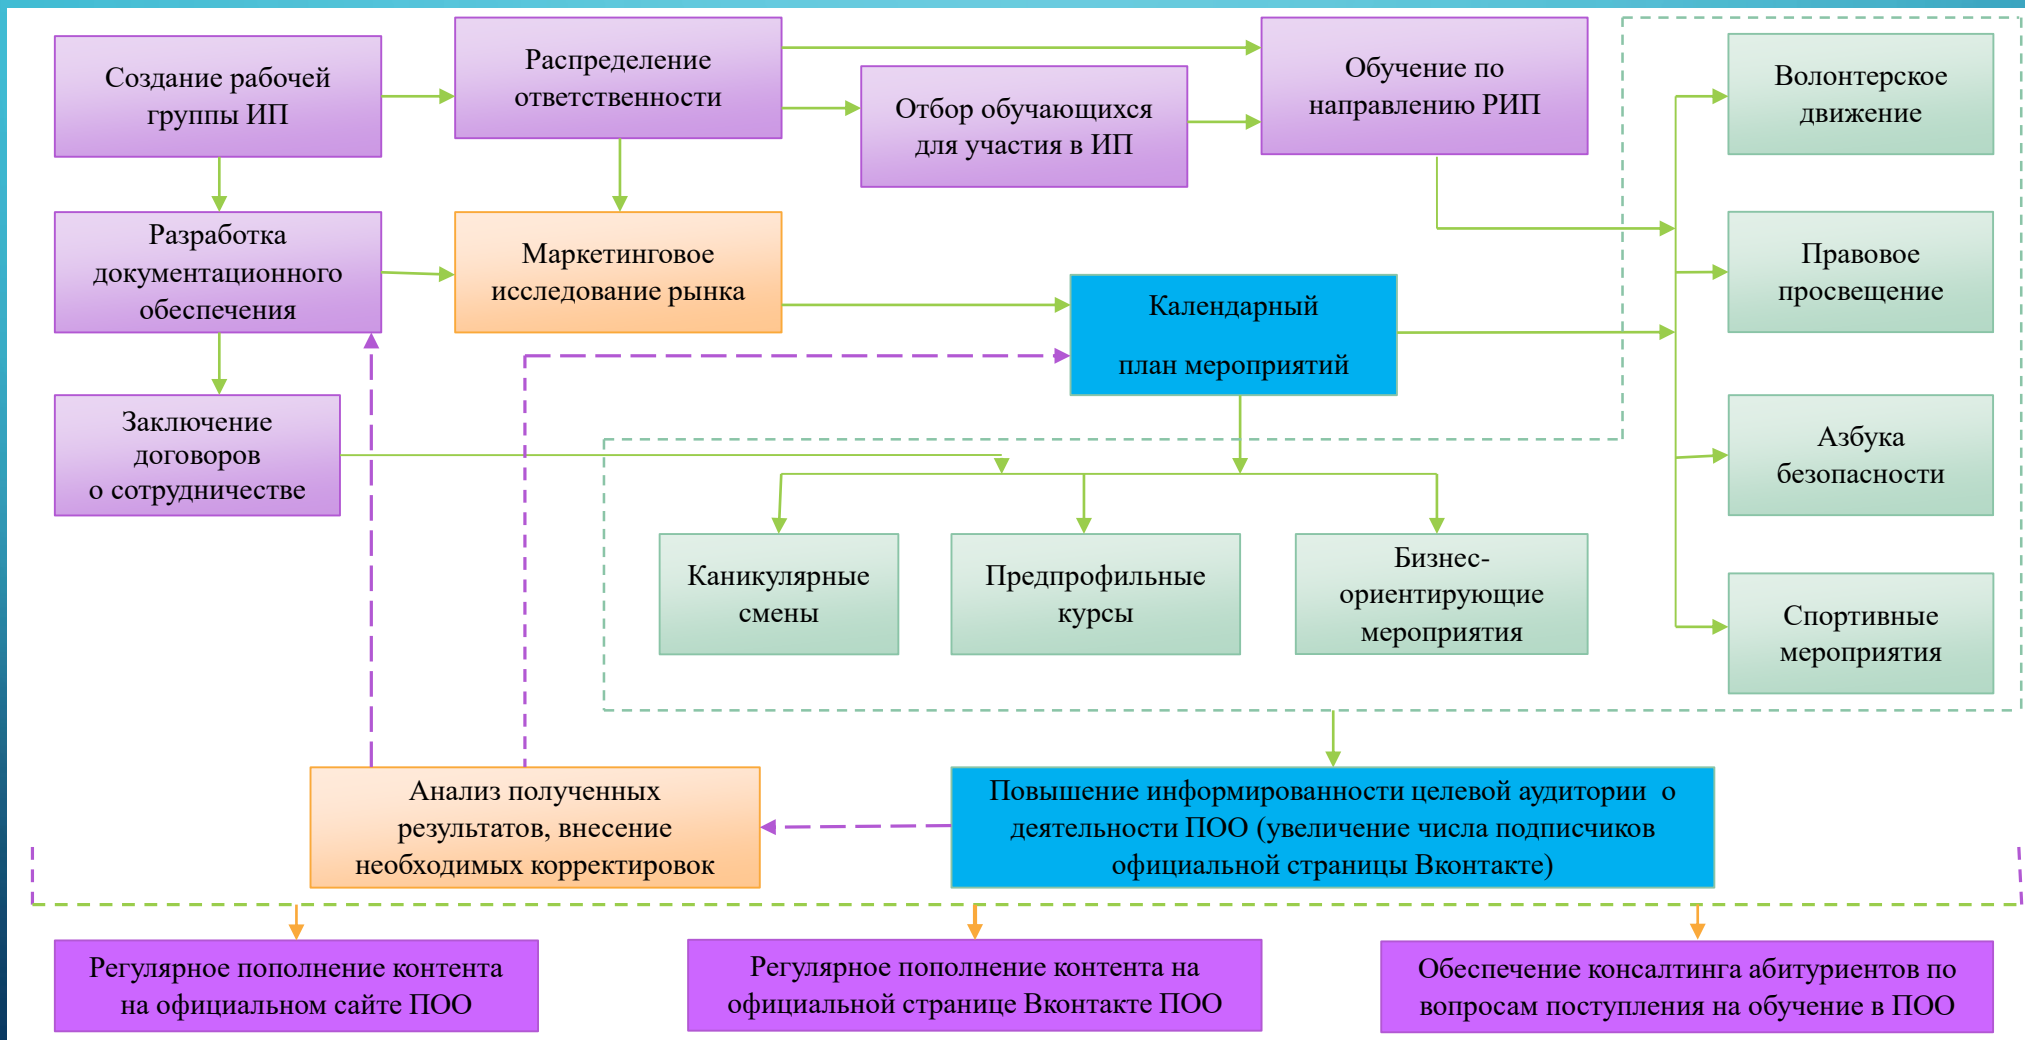 Создание рабочей
группы ИП
Распределение
ответственности
Отбор обучающихся
для участия в ИП
Обучение по
направлению РИП
Волонтерское
движение
Разработка
документационного
обеспечения
Маркетинговое
исследование рынка
Календарный
план мероприятий
Правовое
просвещение
Заключение
договоров
о сотрудничестве
Азбука
безопасности
Каникулярные
смены
Предпрофильные
курсы
Бизнес-
ориентирующие
мероприятия
Спортивные
мероприятия
Анализ полученных
результатов, внесение
необходимых корректировок
Повышение информированности целевой аудитории о
деятельности ПОО (увеличение числа подписчиков
официальной страницы Вконтакте)
Регулярное пополнение контента
на официальном сайте ПОО
Регулярное пополнение контента на
официальной странице Вконтакте ПОО
Обеспечение консалтинга абитуриентов по
вопросам поступления на обучение в ПОО